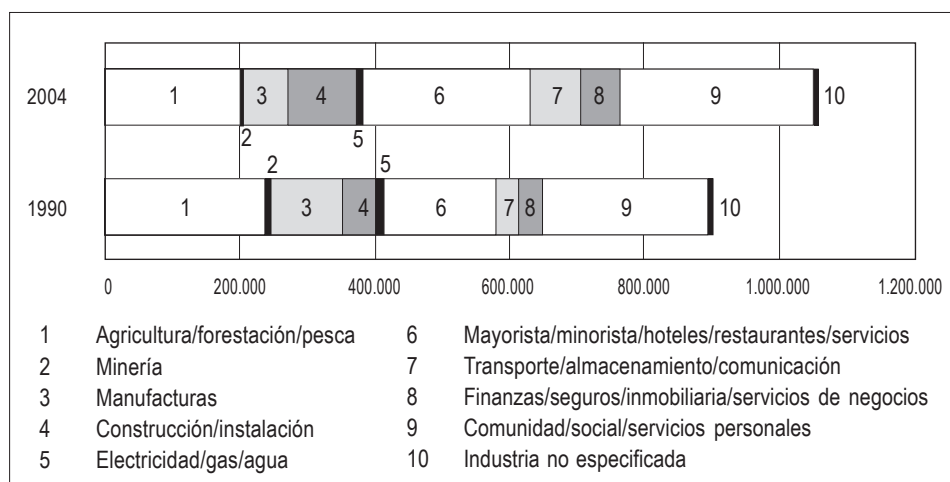 2004
1 3 4 6 7 8 9 10
2 5
2 5
1990
1 3 4 6 7 8 9 10
0 200.000 400.000 600.000 800.000 1.000.000 1.200.000
1 Agricultura/forestación/pesca
2 Minería
3 Manufacturas
4 Construcción/instalación
5 Electricidad/gas/agua
6 Mayorista/minorista/hoteles/restaurantes/servicios
7 Transporte/almacenamiento/comunicación
8 Finanzas/seguros/inmobiliaria/servicios de negocios
9 Comunidad/social/servicios personales
10 Industria no especificada